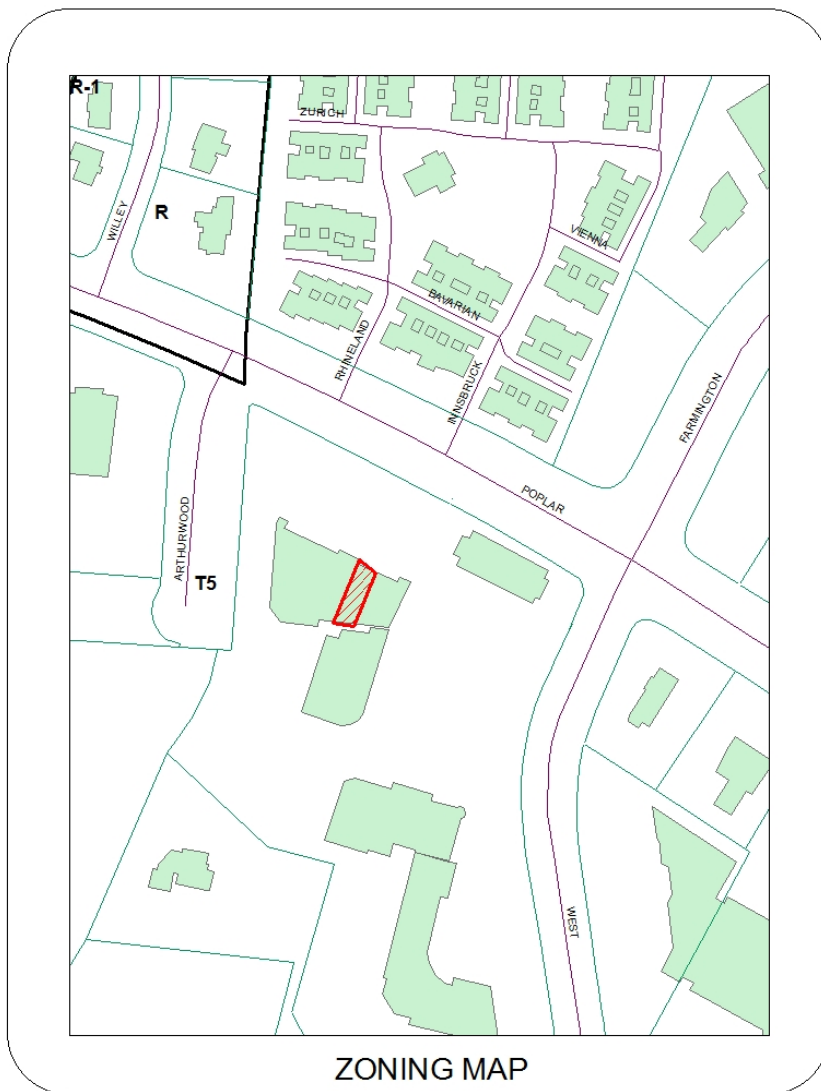 R-1
ZURICH
WILLEY
R
VIENNA
BAVARIAN
RHINELAND
INNSBRUCK
FARMINGTON
POPLAR
ARTHURWOOD
T5
WEST
ZONING MAP